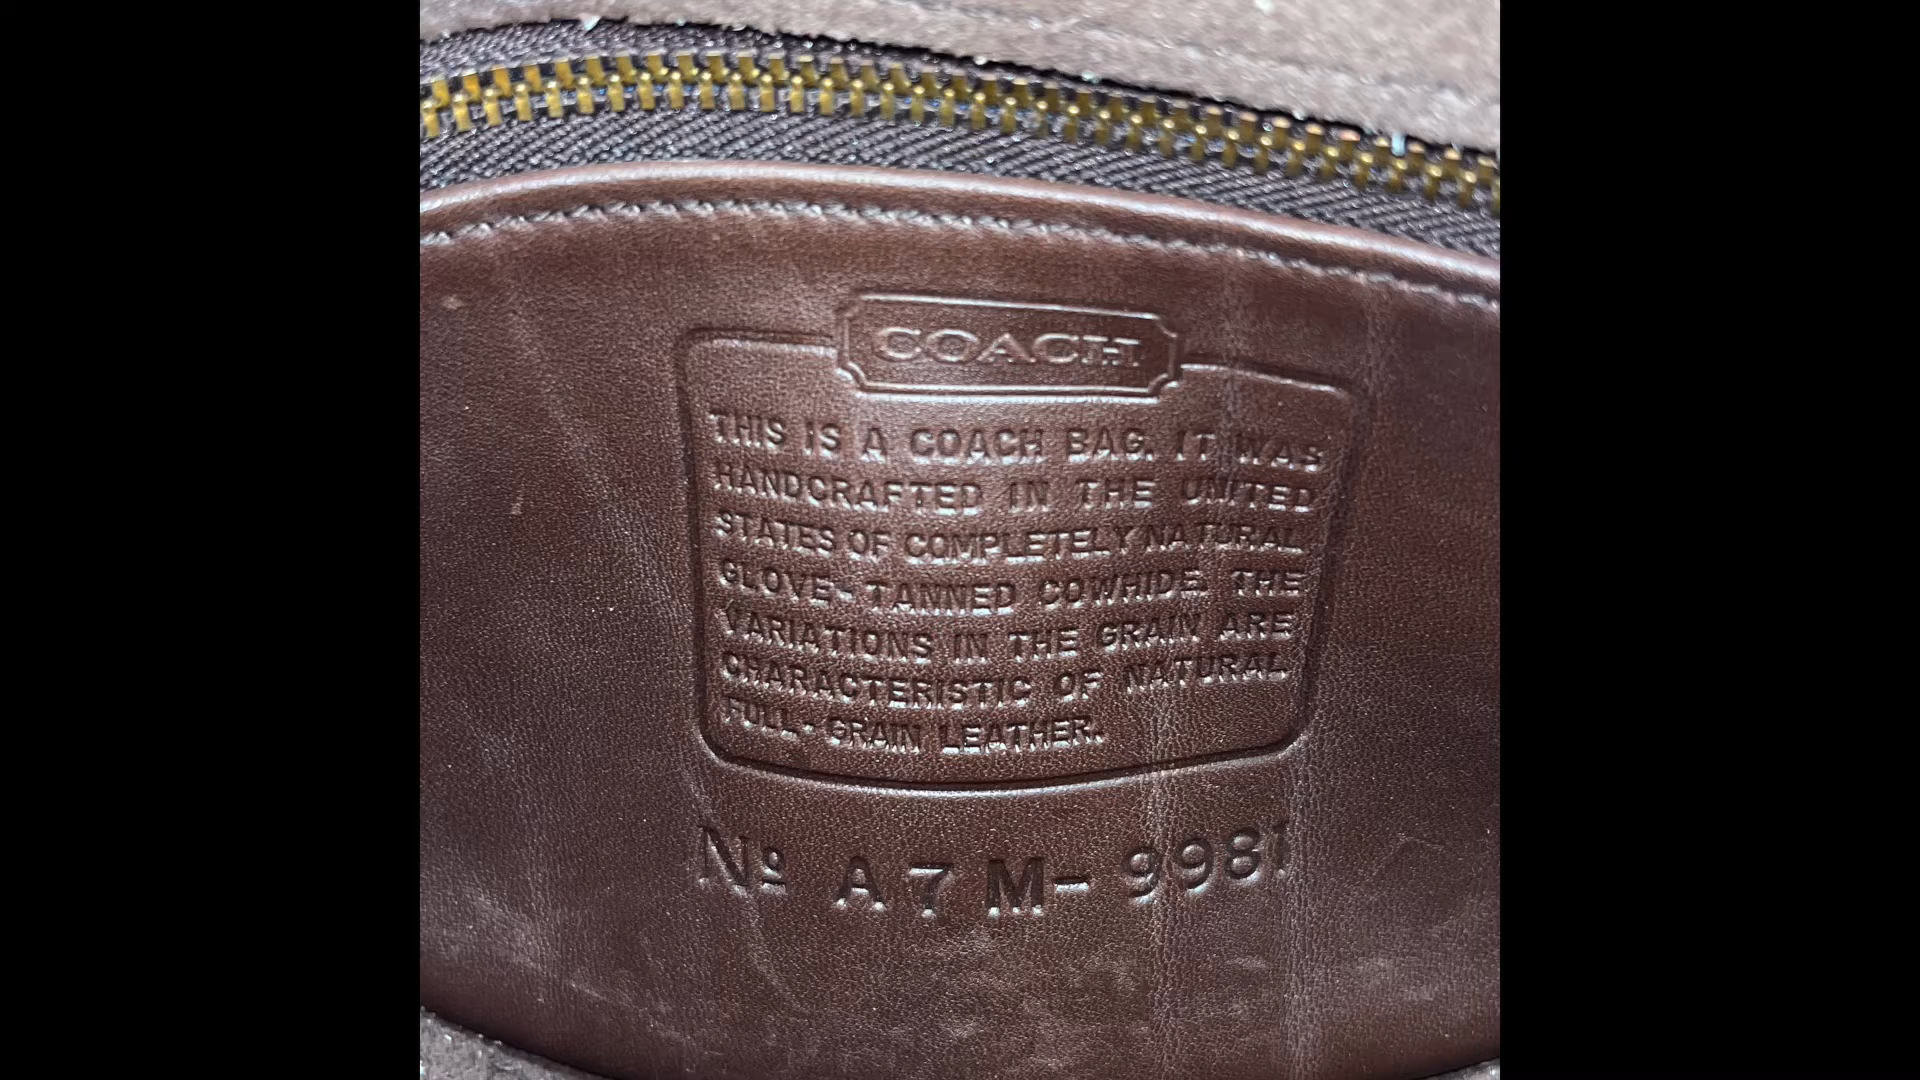 COACH
THIS IS A COACH BAG. IT WAS
HANDCRAFTED IN THE UNITED
STATES OF COMPLETELY NATURAL
GLOVE-TANNED COWHIDE. THE
VARIATIONS IN THE GRAIN ARE
CHARACTERISTIC OF NATURAL
FULL-GRAIN LEATHER.
Nº A7M-9981